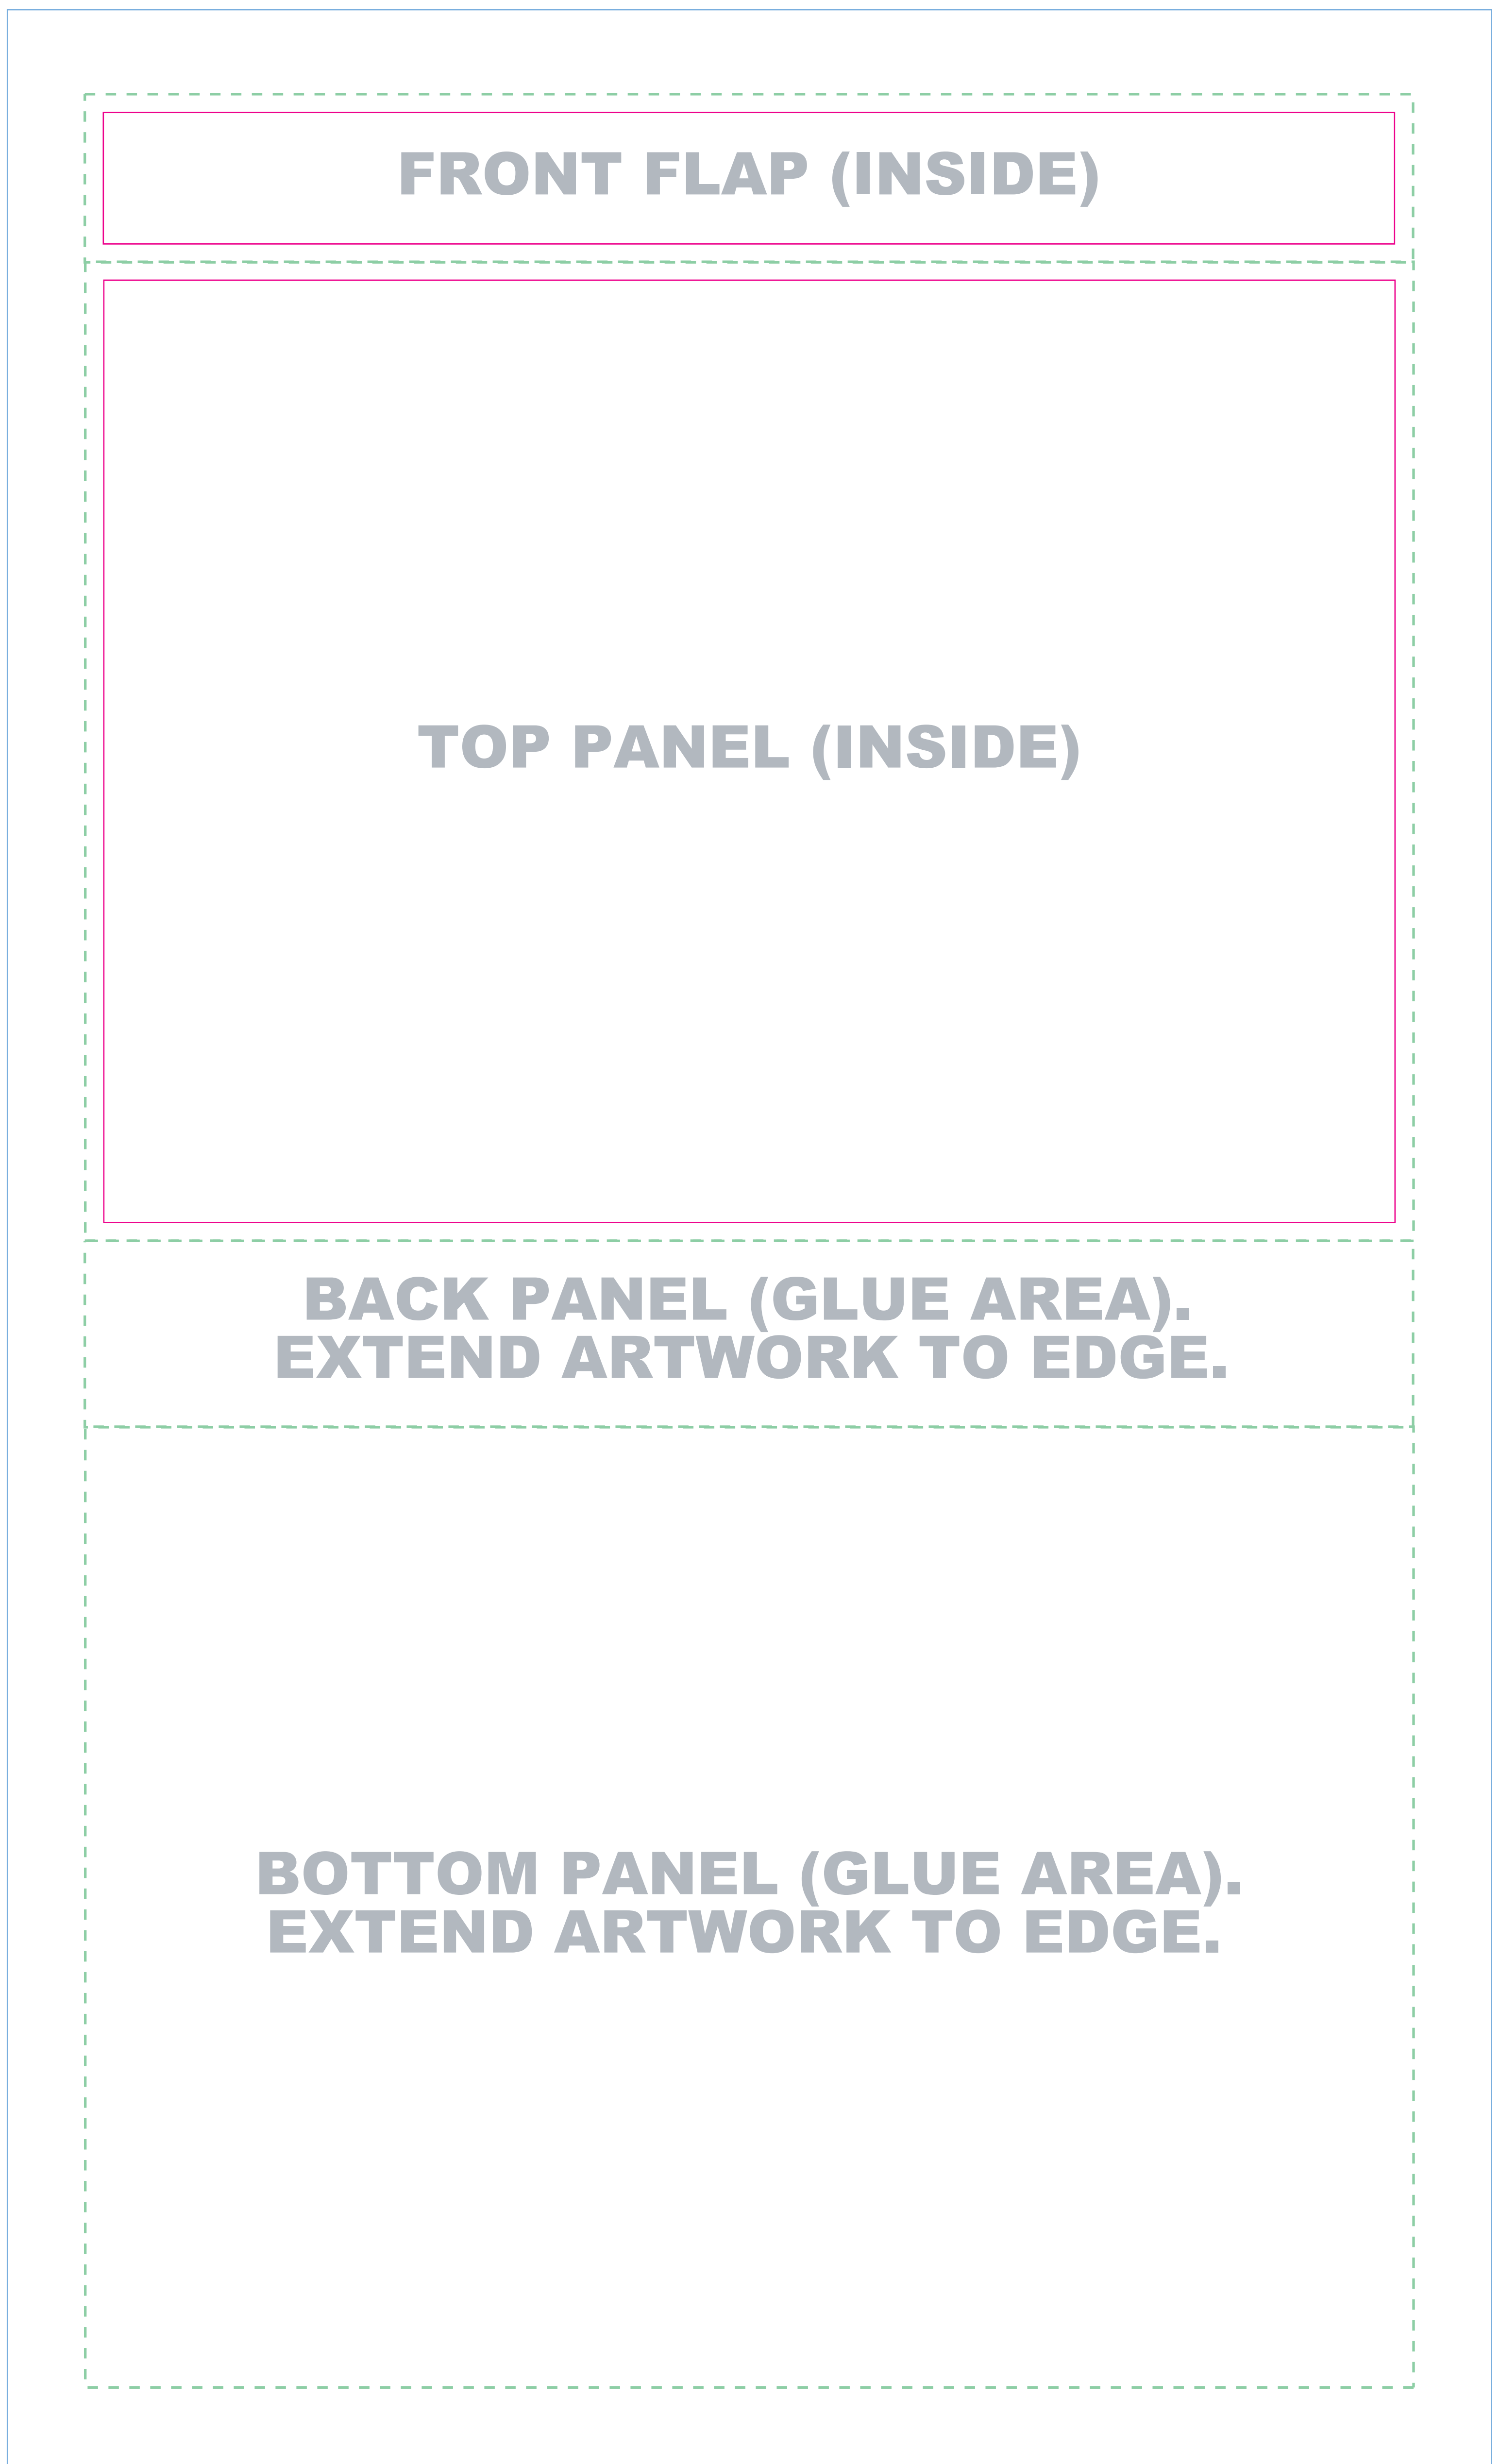 FRONT FLAP (INSIDE)
TOP PANEL (INSIDE)
BACK PANEL (GLUE AREA).
EXTEND ARTWORK TO EDGE.
BOTTOM PANEL (GLUE AREA).
EXTEND ARTWORK TO EDGE.